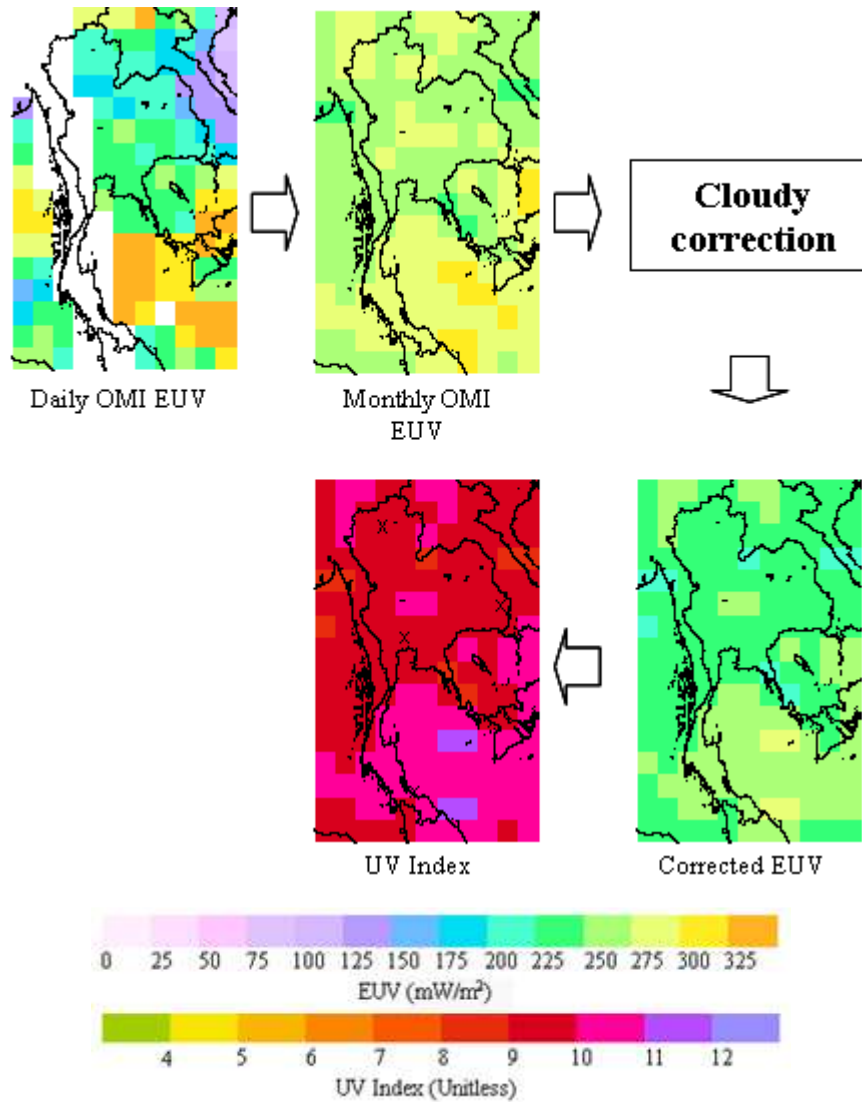 Daily OMI EUV
Monthly OMI
EUV
Cloudy
correction
UV Index
Corrected EUV
0 25 50 75 100 125 150 175 200 225 250 275 300 325
EUV (mW/m²)
4 5 6 7 8 9 10 11 12
UV Index (Unitless)